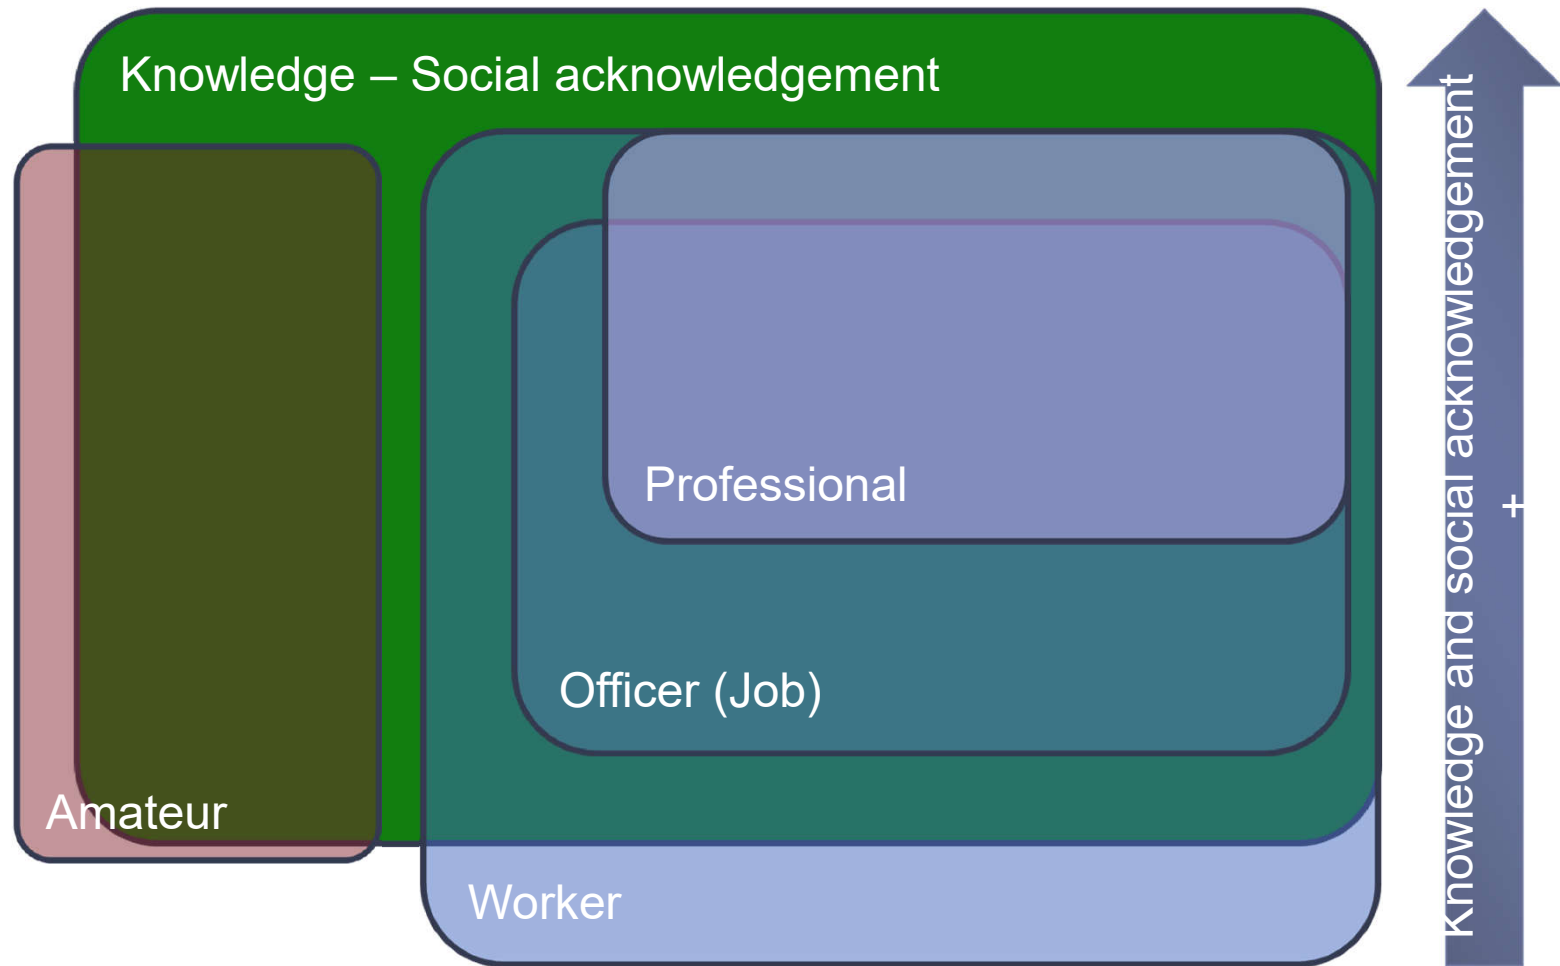 Knowledge – Social acknowledgement
Professional
Officer (Job)
Amateur
Worker
Knowledge and social acknowledgement
+